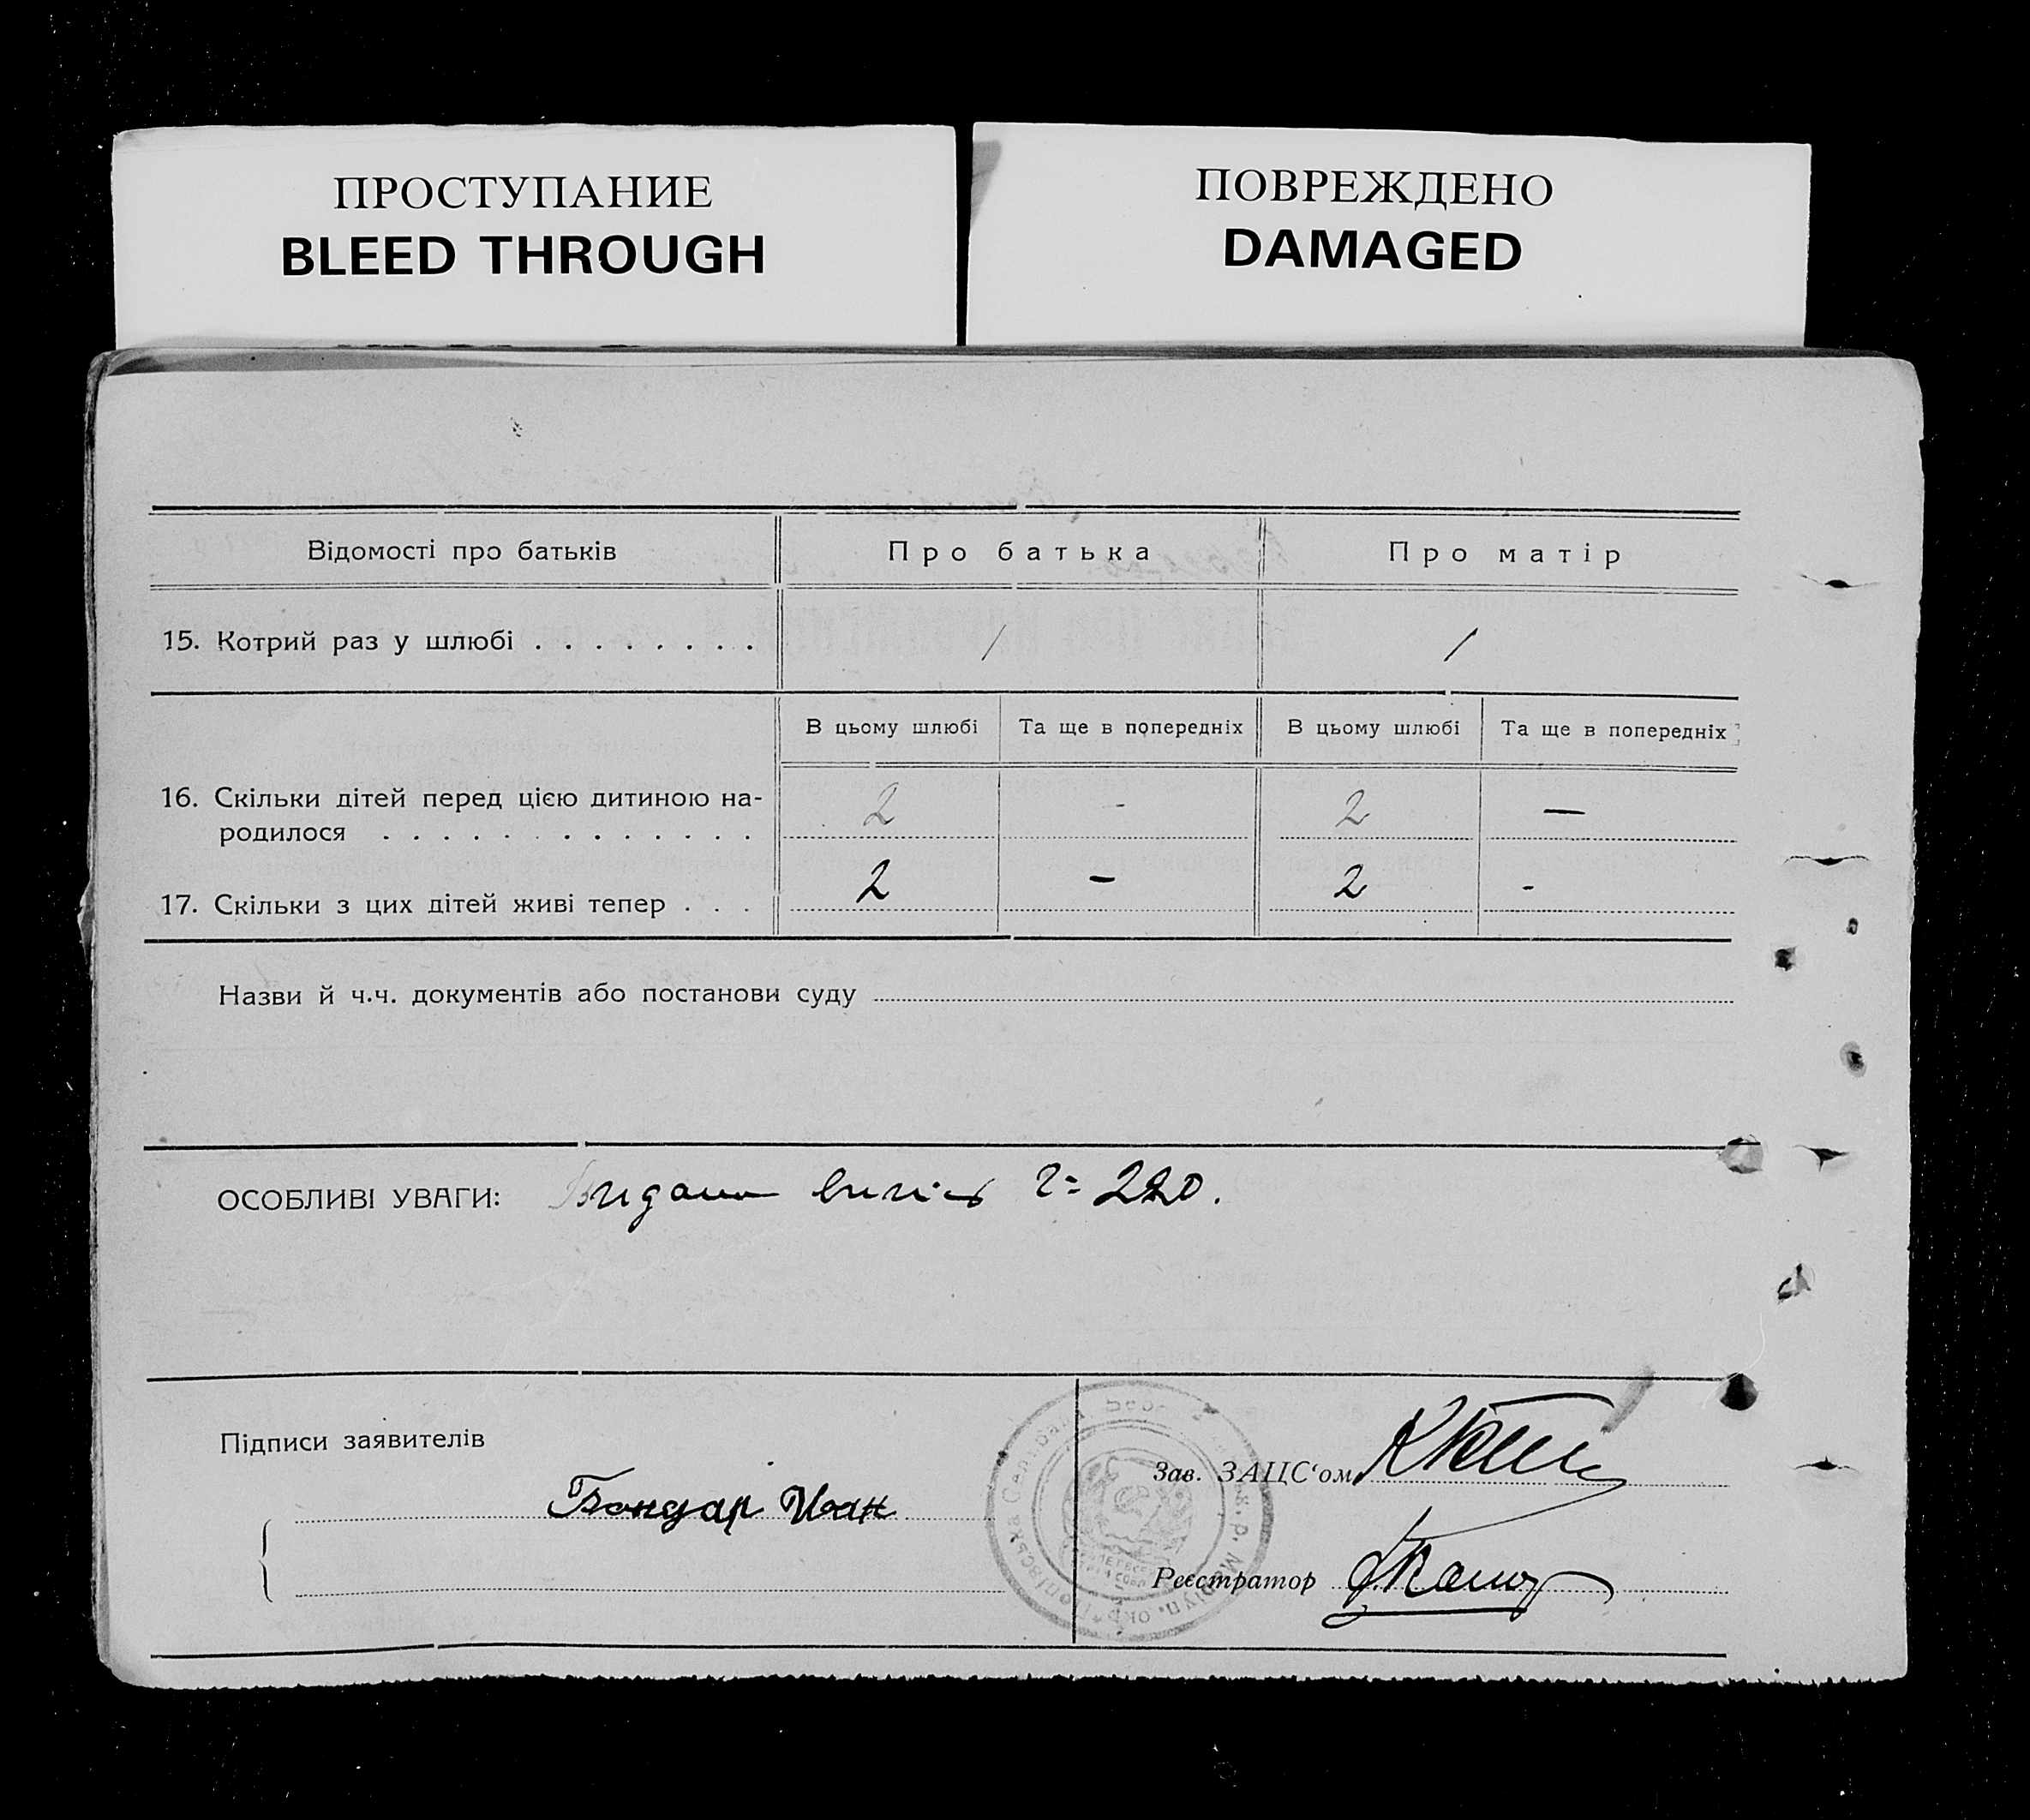 ПРОСТУПАНИЕ
BLEED THROUGH
ПОВРЕЖДЕНО
DAMAGED
Відомості про батьків Про батька Про матір
15. Котрий раз у шлюбі . . . . . . . . / /
В цьому шлюбі Та ще в попередніх В цьому шлюбі Та ще в попередніх
16. Скільки дітей перед цією дитиною на-
родилося . . . . . . . . . . . . . 2 - 2 —
17. Скільки з цих дітей живі тепер . . . 2 - 2 -
Назви й ч.ч. документів або постанови суду
ОСОБЛИВІ УВАГИ: Видано 220.
Підписи заявителів
Зав. ЗАЦС‘ом
Бондар Иван
Реєстратор